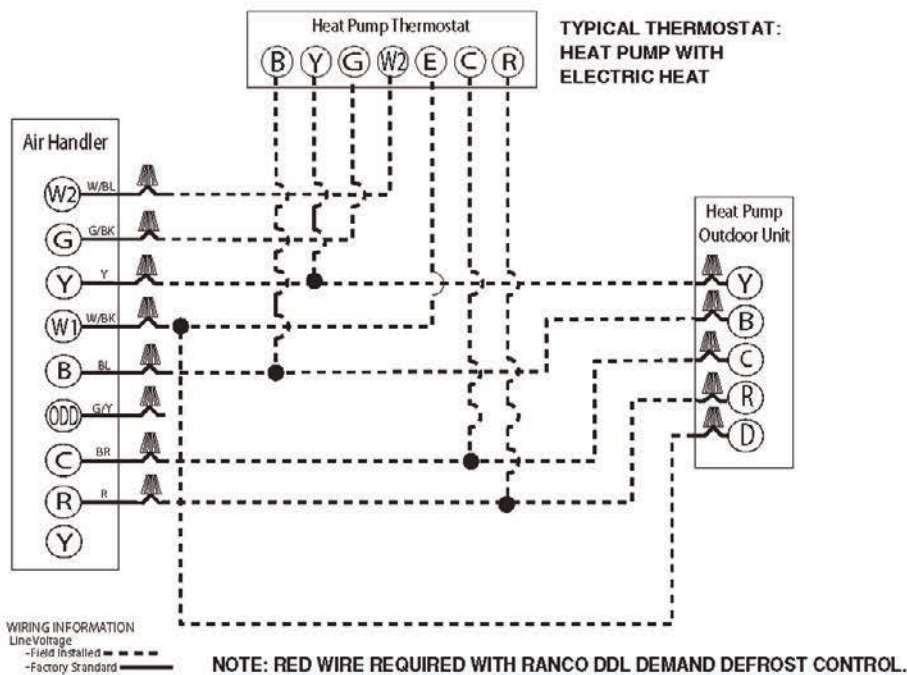 Heat Pump Thermostat
B Y G W2 E C R
TYPICAL THERMOSTAT:
HEAT PUMP WITH
ELECTRIC HEAT
Air Handler
W2 W/BL
G G/BK
Y Y
W1 W/BK
B BL
ODD G/Y
C BR
R R
Y
Heat Pump
Outdoor Unit
Y
B
C
R
D
WIRING INFORMATION
Line Voltage
-Field Installed
-Factory Standard
NOTE: RED WIRE REQUIRED WITH RANCO DDL DEMAND DEFROST CONTROL.